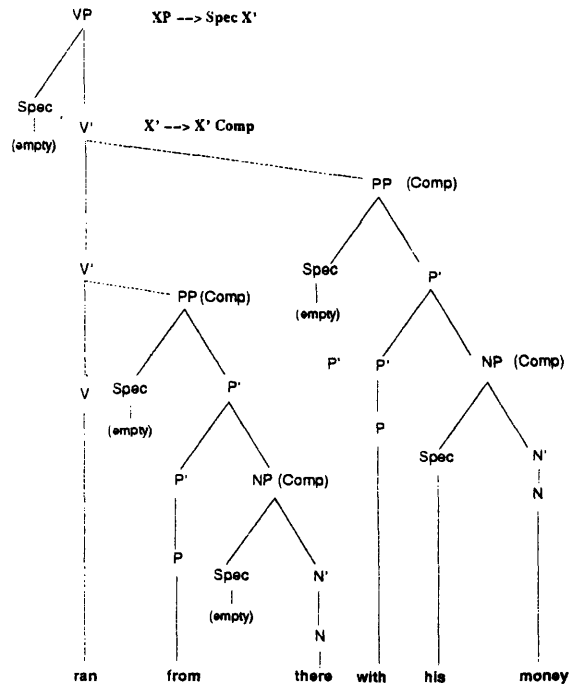 VP XP --> Spec X'
Spec
V' X' --> X' Comp
(empty)
PP (Comp)
Spec P'
V' PP (Comp)
(empty)
P' P' NP (Comp)
V Spec P'
(empty) P
Spec N'
P' NP (Comp)
N
P Spec N'
(empty)
N
ran from there with his money